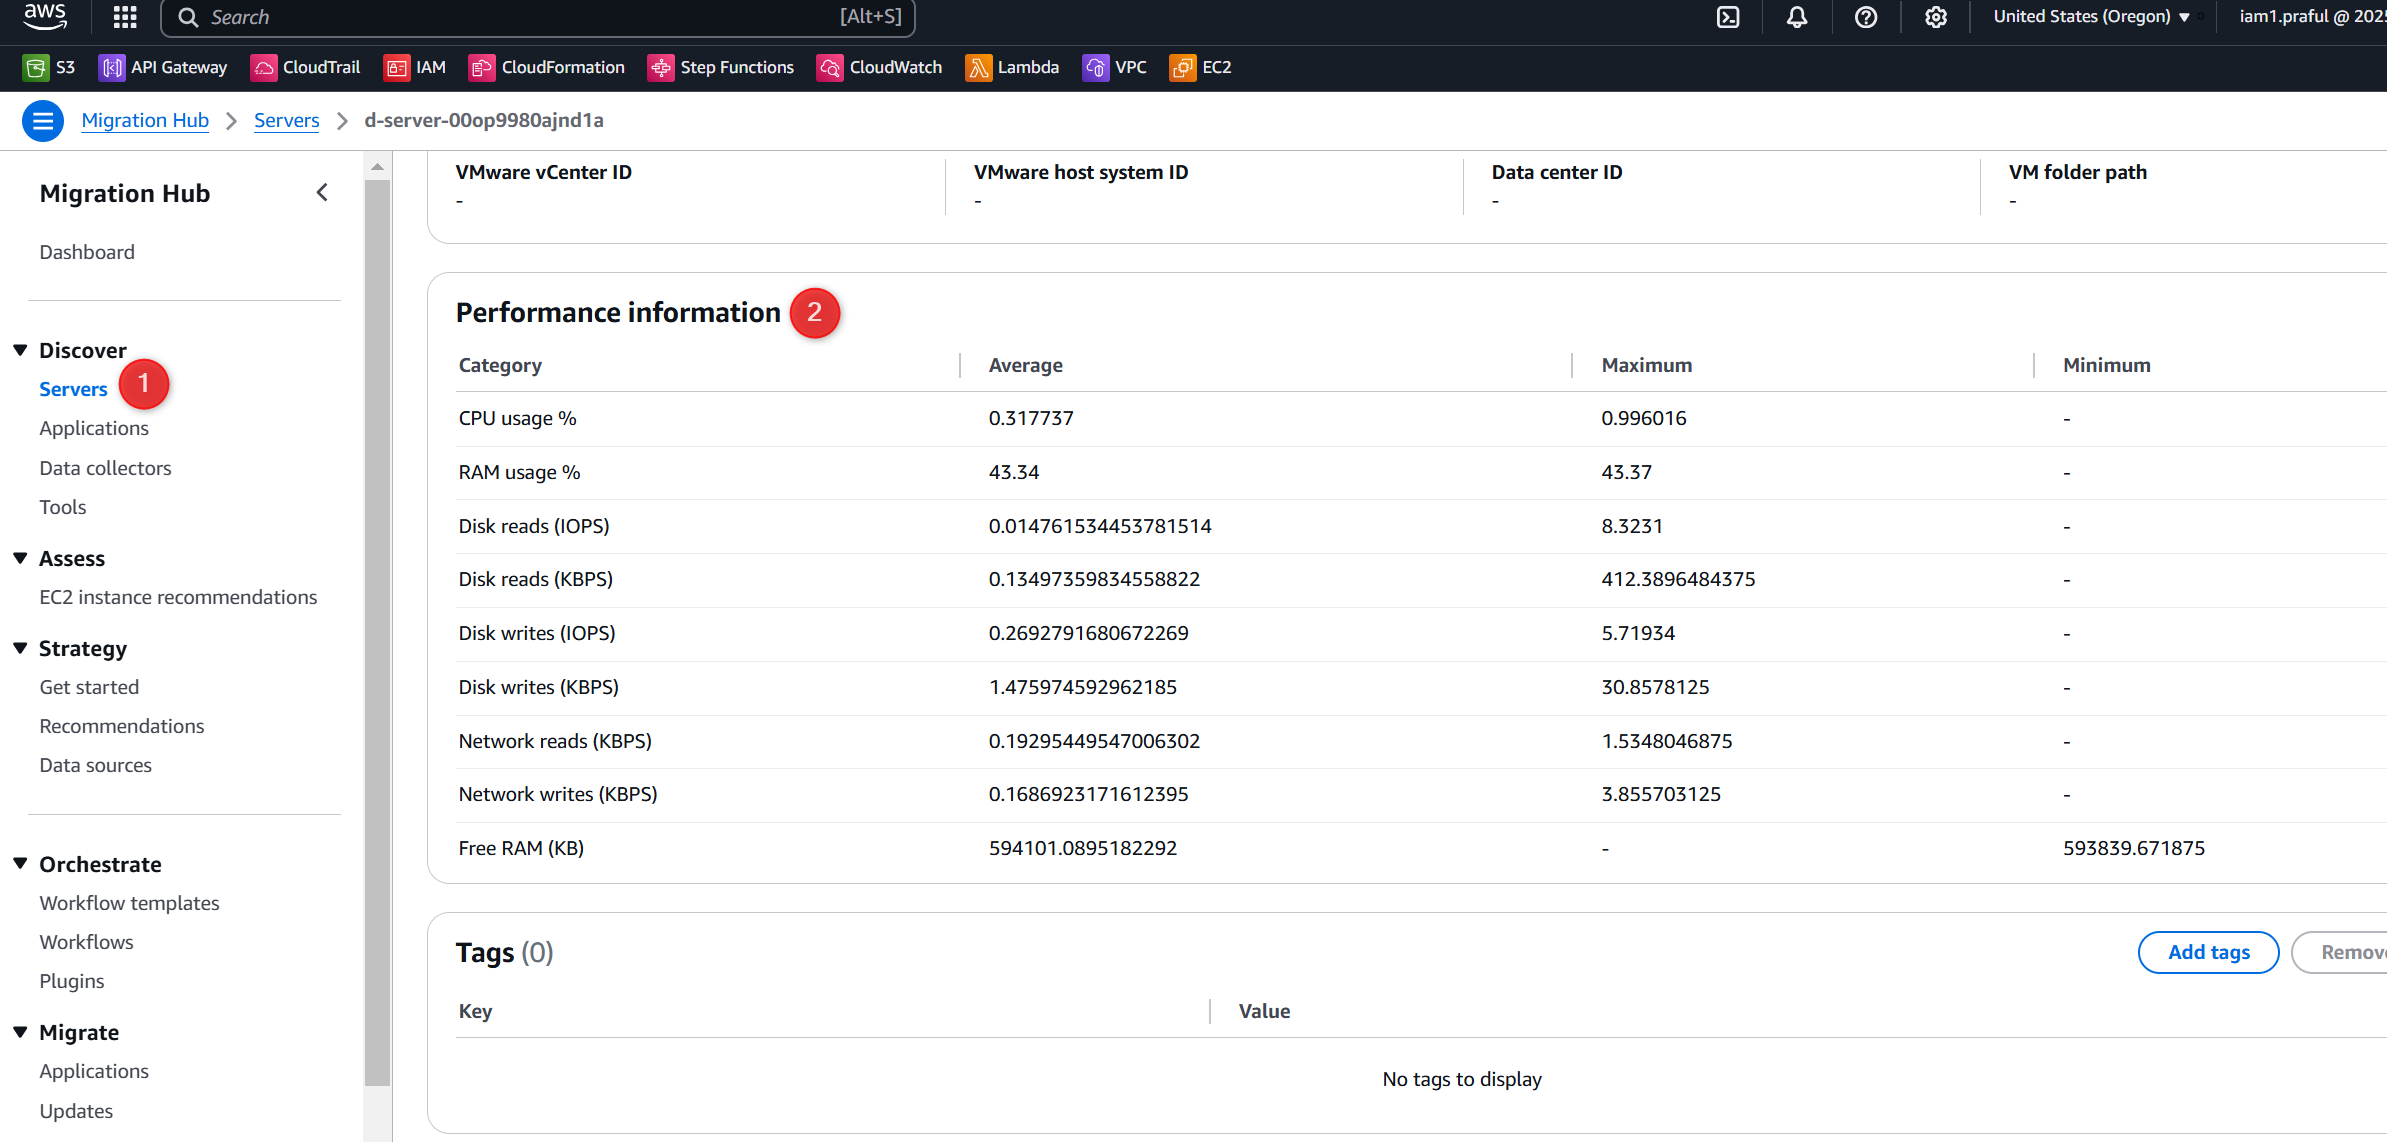 aws
Search [Alt+S] United States (Oregon) ▼ iam1.praful @ 202
S3 API Gateway CloudTrail IAM CloudFormation Step Functions CloudWatch Lambda VPC EC2
Migration Hub > Servers > d-server-00op9980ajnd1a
Migration Hub
Dashboard
Discover
Servers 1
Applications
Data collectors
Tools
Assess
EC2 instance recommendations
Strategy
Get started
Recommendations
Data sources
Orchestrate
Workflow templates
Workflows
Plugins
Migrate
Applications
Updates
VMware vCenter ID VMware host system ID Data center ID VM folder path
- - - -
Performance information 2
Category Average Maximum Minimum
CPU usage % 0.317737 0.996016 -
RAM usage % 43.34 43.37 -
Disk reads (IOPS) 0.014761534453781514 8.3231 -
Disk reads (KBPS) 0.13497359834558822 412.3896484375 -
Disk writes (IOPS) 0.2692791680672269 5.71934 -
Disk writes (KBPS) 1.475974592962185 30.8578125 -
Network reads (KBPS) 0.19295449547006302 1.5348046875 -
Network writes (KBPS) 0.1686923171612395 3.855703125 -
Free RAM (KB) 594101.0895182292 - 593839.671875
Tags (0) Add tags Remov
Key Value
No tags to display